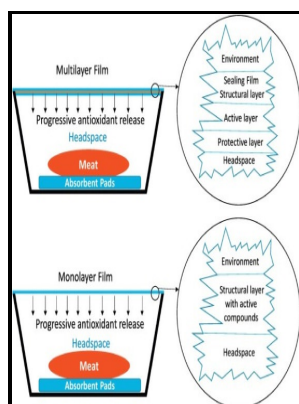 Multilayer Film
Progressive antioxidant release
Headspace
Meat
Absorbent Pads
Environment
Sealing Film
Structural layer
Active layer
Protective layer
Headspace
Monolayer Film
Progressive antioxidant release
Headspace
Meat
Absorbent Pads
Environment
Structural layer
with active
compounds
Headspace